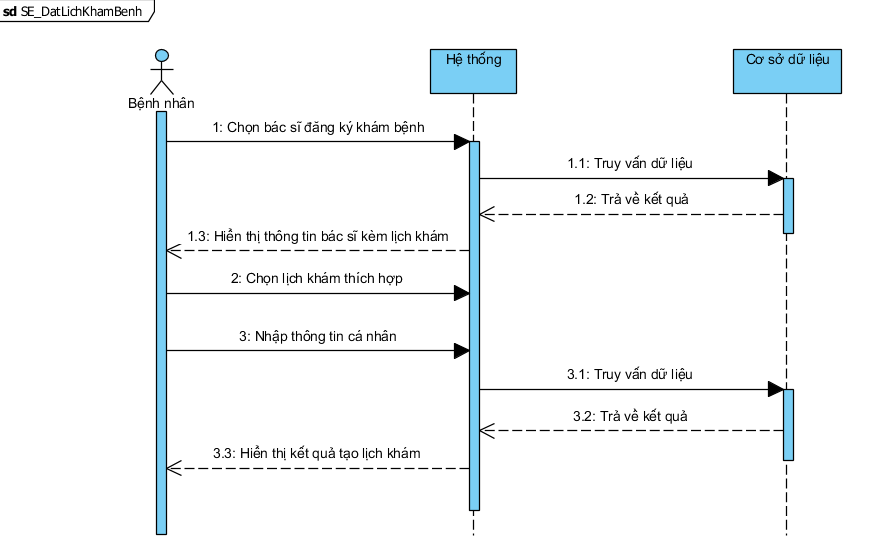 sd SE_DatLichKhamBenh
Hệ thống
Cơ sở dữ liệu
Bệnh nhân
1: Chọn bác sĩ đăng ký khám bệnh
1.1: Truy vấn dữ liệu
1.2: Trả về kết quả
1.3: Hiển thị thông tin bác sĩ kèm lịch khám
2: Chọn lịch khám thích hợp
3: Nhập thông tin cá nhân
3.1: Truy vấn dữ liệu
3.2: Trả về kết quả
3.3: Hiển thị kết quả tạo lịch khám